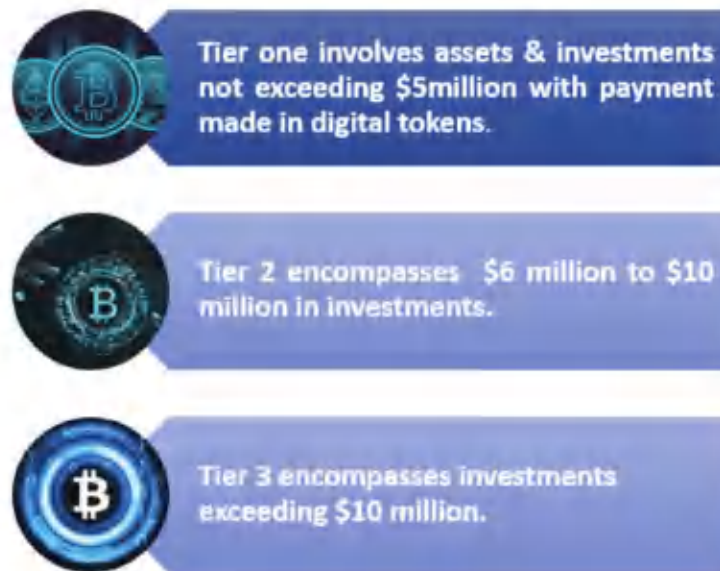 Tier one involves assets & investments
not exceeding $5million with payment
made in digital tokens.
Tier 2 encompasses $6 million to $10
million in investments.
Tier 3 encompasses investments
exceeding $10 million.